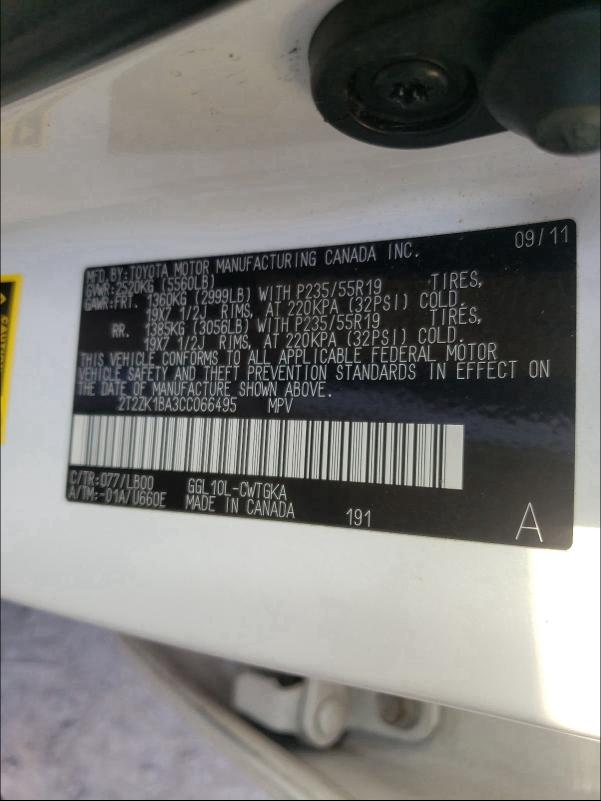 09/11
MFD.BY:TOYOTA MOTOR MANUFACTURING CANADA INC.
GVWR:2520KG (5560LB)
GAWR:FRT. 1360KG (2999LB) WITH P235/55R19 TIRES,
19X7 1/2J RIMS, AT 220KPA (32PSI) COLD.
RR. 1385KG (3056LB) WITH P235/55R19 TIRES,
19X7 1/2J RIMS, AT 220KPA (32PSI) COLD.
THIS VEHICLE CONFORMS TO ALL APPLICABLE FEDERAL MOTOR
VEHICLE SAFETY AND THEFT PREVENTION STANDARDS IN EFFECT ON
THE DATE OF MANUFACTURE SHOWN ABOVE.
2T2ZK1BA3CC066495 MPV
C/TR:077/LB00 GGL10L-CWTGKA
A/TM:-01A/U660E MADE IN CANADA
191
A